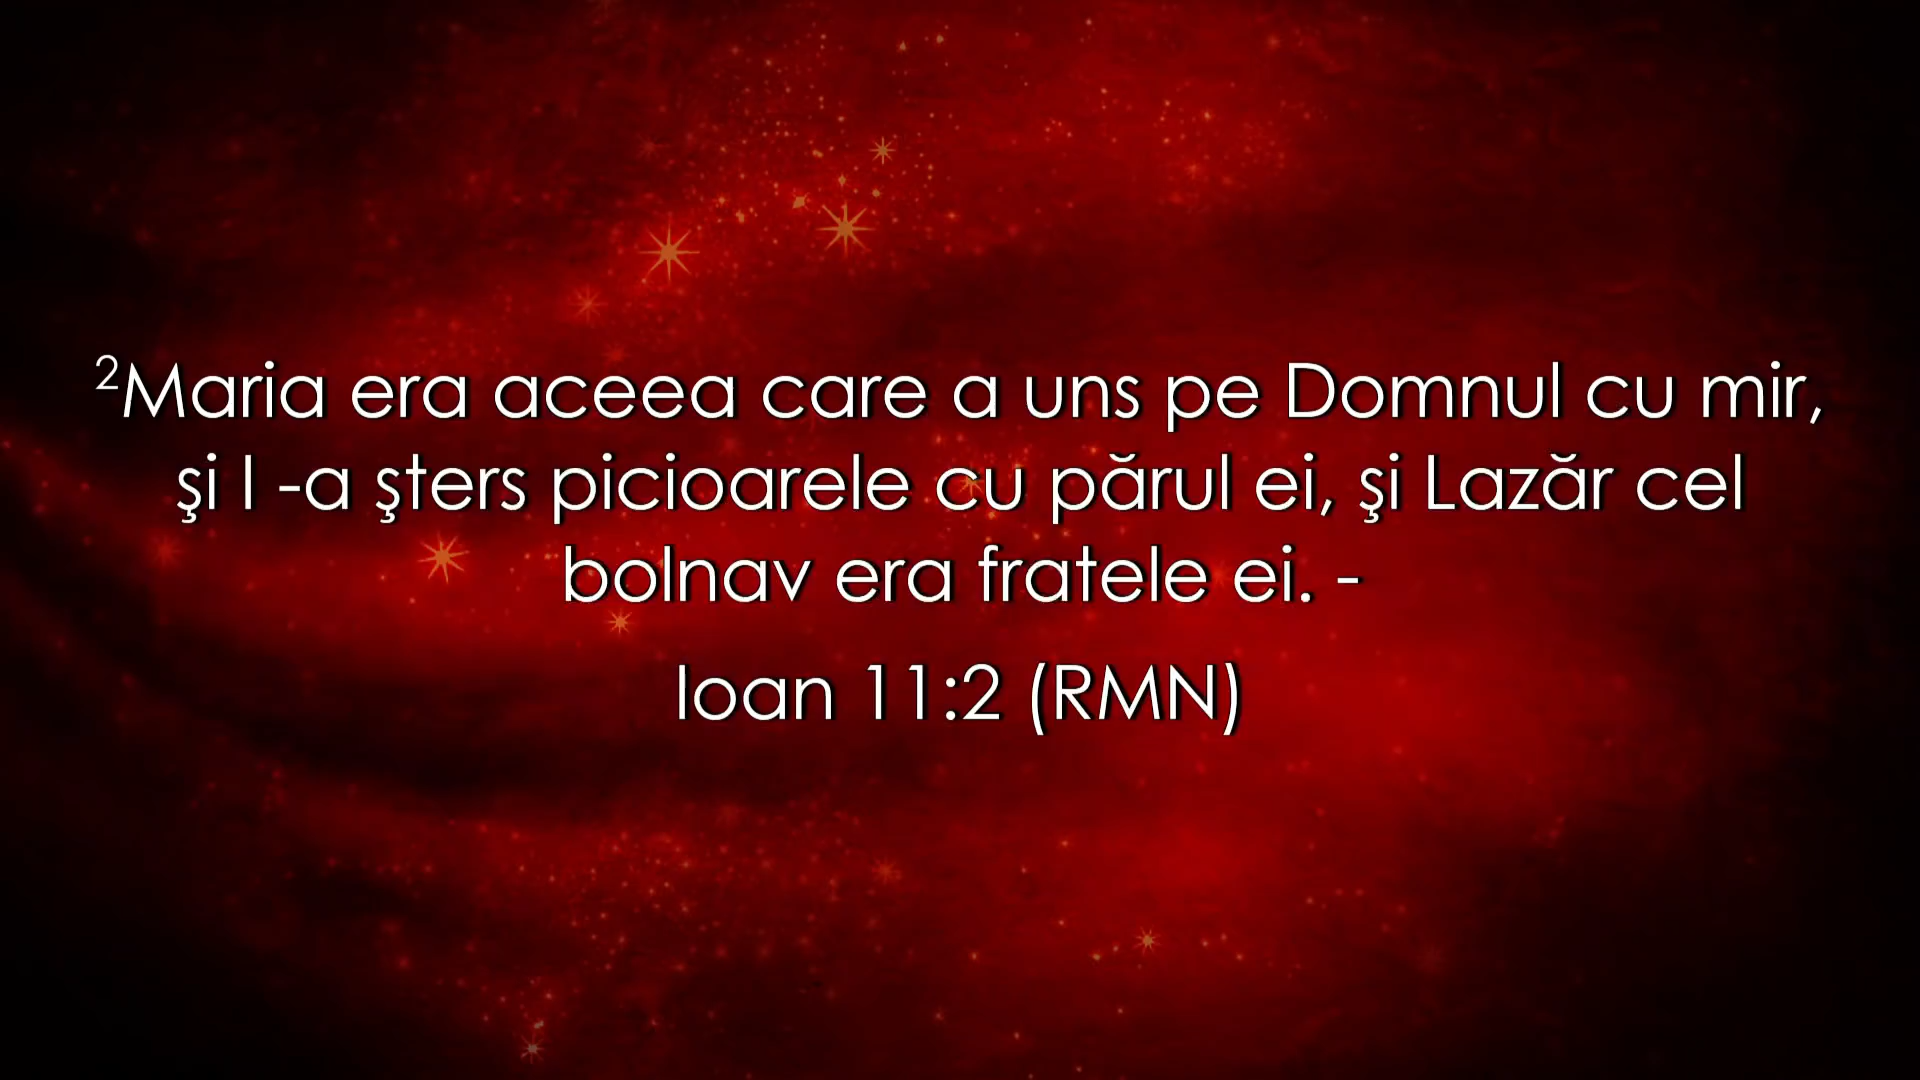 ²Maria era aceea care a uns pe Domnul cu mir,
şi I -a şters picioarele cu părul ei, şi Lazăr cel
bolnav era fratele ei. -
Ioan 11:2 (RMN)